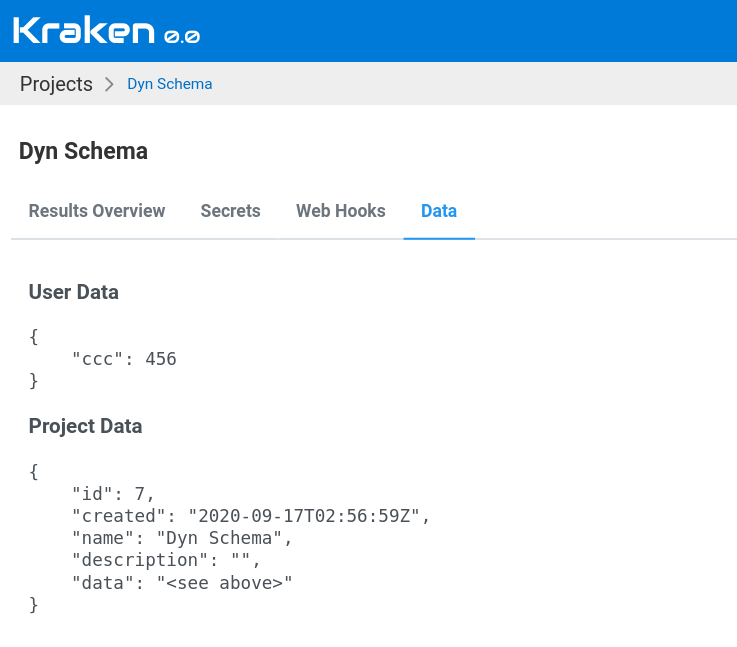 Kraken 0.0
Projects > Dyn Schema
Dyn Schema
Results Overview Secrets Web Hooks Data
User Data
{
    "ccc": 456
}
Project Data
{
    "id": 7,
    "created": "2020-09-17T02:56:59Z",
    "name": "Dyn Schema",
    "description": "",
    "data": "<see above>"
}